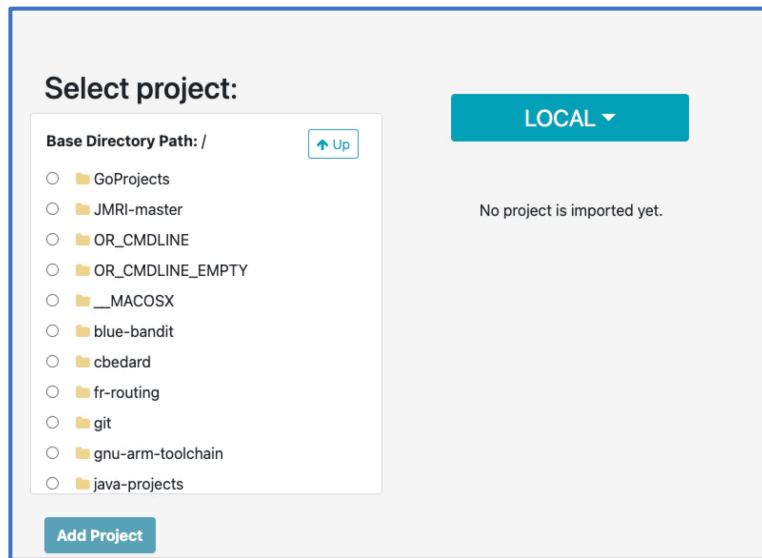 Select project:
Base Directory Path: /
Up
GoProjects
JMRI-master
OR_CMDLINE
OR_CMDLINE_EMPTY
__MACOSX
blue-bandit
cbedard
fr-routing
git
gnu-arm-toolchain
java-projects
Add Project
LOCAL
No project is imported yet.